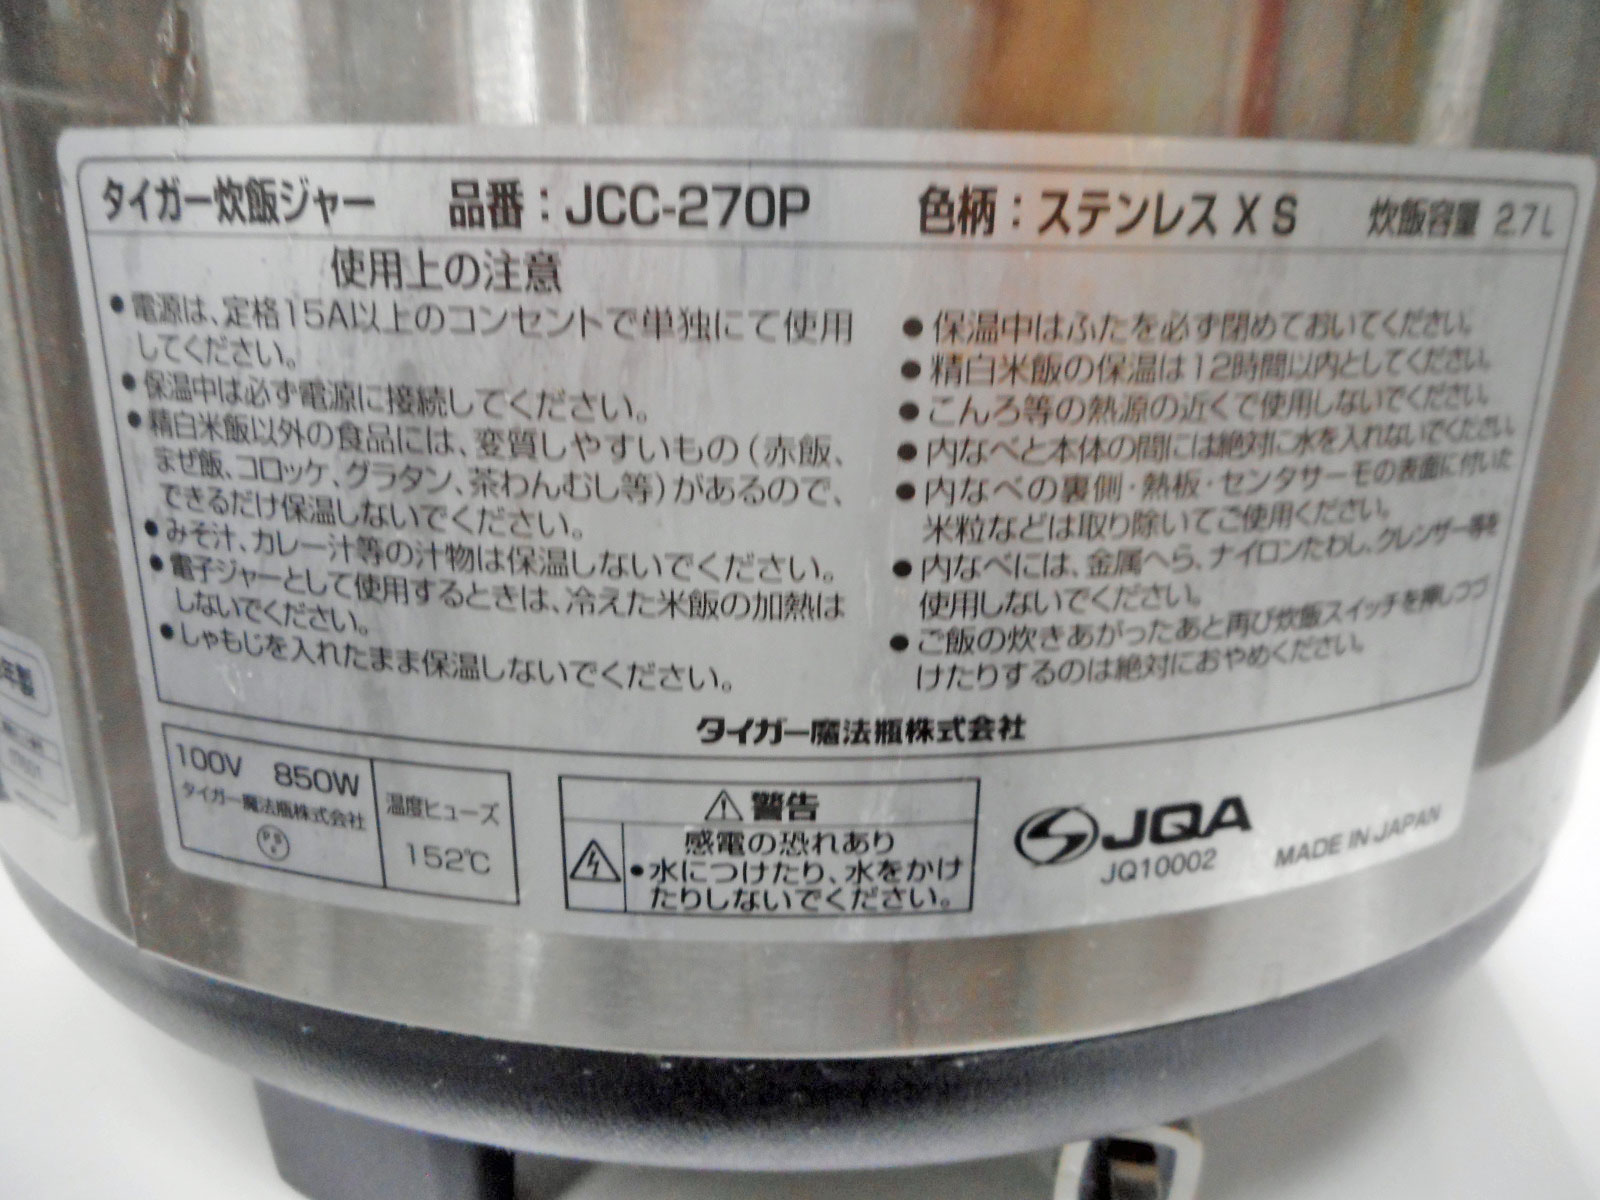 タイガー炊飯ジャー 品番：JCC-270P 色柄：ステンレス XS 炊飯容量 2.7L
使用上の注意
●電源は、定格15A以上のコンセントで単独にて使用
してください。
●保温中は必ず電源に接続してください。
●精白米飯以外の食品には、変質しやすいもの（赤飯、
まぜ飯、コロッケ、グラタン、茶わんむし等）があるので、
できるだけ保温しないでください。
●みそ汁、カレー汁等の汁物は保温しないでください。
●電子ジャーとして使用するときは、冷えた米飯の加熱は
しないでください。
●しゃもじを入れたまま保温しないでください。
●保温中はふたを必ず閉めておいてください。
●精白米飯の保温は12時間以内としてください。
●こんろ等の熱源の近くで使用しないでください。
●内なべと本体の間には絶対に水を入れないでください。
●内なべの裏側・熱板・センタサーモの表面に付いた
米粒などは取り除いてご使用ください。
●内なべには、金属へら、ナイロンたわし、クレンザー等を
使用しないでください。
●ご飯の炊きあがったあと再び炊飯スイッチを押しつづ
けたりするのは絶対におやめください。
タイガー魔法瓶株式会社
100V 850W
タイガー魔法瓶株式会社
PS
E
温度ヒューズ
152℃
⚠警告
感電の恐れあり
●水につけたり、水をかけ
たりしないでください。
JQA
JQ10002
MADE IN JAPAN
年製